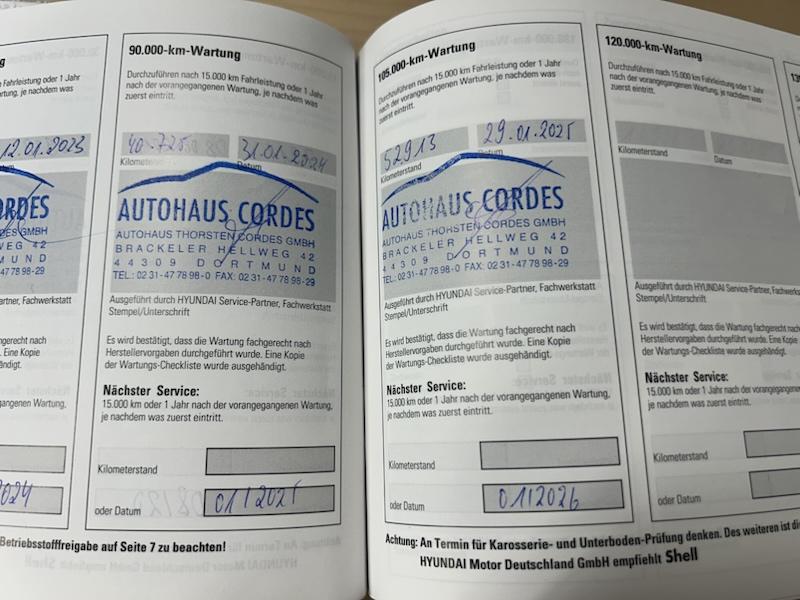 12.01.2023
CORDES
CORDES GMBH
WEG 42
MUND
-47 78 98-29
artner, Fachwerkstatt
gerecht nach
. Eine Kopie
angenen Wartung,
2024
Betriebsstofffreigabe auf Seite 7 zu beachten!
90.000-km-Wartung
Durchzuführen nach 15.000 km Fahrleistung oder 1 Jahr
nach der vorangegangenen Wartung, je nachdem was
zuerst eintritt.
40.725 31.01.2024
Kilometerstand Datum
AUTOHAUS CORDES
AUTOHAUS THORSTEN CORDES GMBH
BRACKELER HELLWEG 42
44309 DORTMUND
TEL.: 02 31-47 78 98-0 FAX: 02 31-47 78 98-29
Ausgeführt durch HYUNDAI Service-Partner, Fachwerkstatt
Stempel/Unterschrift
Es wird bestätigt, dass die Wartung fachgerecht nach
Herstellervorgaben durchgeführt wurde. Eine Kopie
der Wartungs-Checkliste wurde ausgehändigt.
Nächster Service:
15.000 km oder 1 Jahr nach der vorangegangenen Wartung,
je nachdem was zuerst eintritt.
Kilometerstand
oder Datum 01 / 2025
105.000-km-Wartung
Durchzuführen nach 15.000 km Fahrleistung oder 1 Jahr
nach der vorangegangenen Wartung, je nachdem was
zuerst eintritt.
52913 29.01.2025
Kilometerstand Datum
AUTOHAUS CORDES
AUTOHAUS THORSTEN CORDES GMBH
BRACKELER HELLWEG 42
44309 DORTMUND
TEL.: 02 31-47 78 98-0 FAX: 02 31-47 78 98-29
Ausgeführt durch HYUNDAI Service-Partner, Fachwerkstatt
Stempel/Unterschrift
Es wird bestätigt, dass die Wartung fachgerecht nach
Herstellervorgaben durchgeführt wurde. Eine Kopie
der Wartungs-Checkliste wurde ausgehändigt.
Nächster Service:
15.000 km oder 1 Jahr nach der vorangegangenen Wartung,
je nachdem was zuerst eintritt.
Kilometerstand
oder Datum 01/2026
120.000-km-Wartung
Durchzuführen nach 15.000 km Fahrleistung oder 1 Jahr
nach der vorangegangenen Wartung, je nachdem was
zuerst eintritt.
Kilometerstand Datum
Ausgeführt durch HYUNDAI Service-Partner, Fachwerkstatt
Stempel/Unterschrift
Es wird bestätigt, dass die Wartung fachgerecht nach
Herstellervorgaben durchgeführt wurde. Eine Kopie
der Wartungs-Checkliste wurde ausgehändigt.
Nächster Service:
15.000 km oder 1 Jahr nach der vorangegangenen
je nachdem was zuerst eintritt.
Kilometerstand
oder Datum
Achtung: An Termin für Karosserie- und Unterboden-Prüfung denken. Des weiteren ist di
HYUNDAI Motor Deutschland GmbH empfiehlt Shell